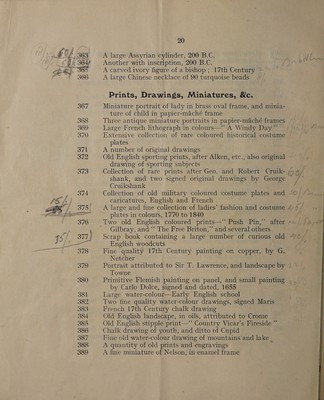 20
363 A large Assyrian cylinder, 200 B.C.
364 Another with inscription, 200 B.C.
365 A carved ivory figure of a bishop ; 17th Century
366 A large Chinese necklace of 90 turquoise beads
Prints, Drawings, Miniatures, &c.
367 Miniature portrait of lady in brass oval frame, and minia-
ture of child in papier-mâché frame
368 Three antique miniature portraits in papier-mâché frames
369 Large French lithograph in colours—" A Windy Day "
370 Extensive collection of rare coloured historical costume
plates
371 A number of original drawings
372 Old English sporting prints, after Alken, etc., also original
drawing of sporting subjects
373 Collection of rare prints after Geo. and Robert Cruik-
shank, and two signed original drawings by George
Cruikshank
374 Collection of old military coloured costume plates and
caricatures, English and French
375 A large and fine collection of ladies' fashion and costume
plates in colours, 1770 to 1840
376 Two old English coloured prints—" Push Pin," after
Gilbray, and " The Free Briton," and several others
377 Scrap book containing a large number of curious old
English woodcuts
378 Fine quality 17th Century painting on copper, by G.
Netcher
379 Portrait attributed to Sir T. Lawrence, and landscape by
Towne
380 Primitive Flemish painting on panel, and small painting
by Carlo Dolce, signed and dated, 1655
381 Large water-colour—Early English school
382 Two fine quality water-colour drawings, signed Maris
383 French 17th Century chalk drawing
384 Old English landscape, in oils, attributed to Crome
385 Old English stipple print—" Country Vicar's Fireside "
386 Chalk drawing of youth, and ditto of Cupid
387 Fine old water-colour drawing of mountains and lake
388 A quantity of old prints and engravings
389 A fine miniature of Nelson, in enamel frame